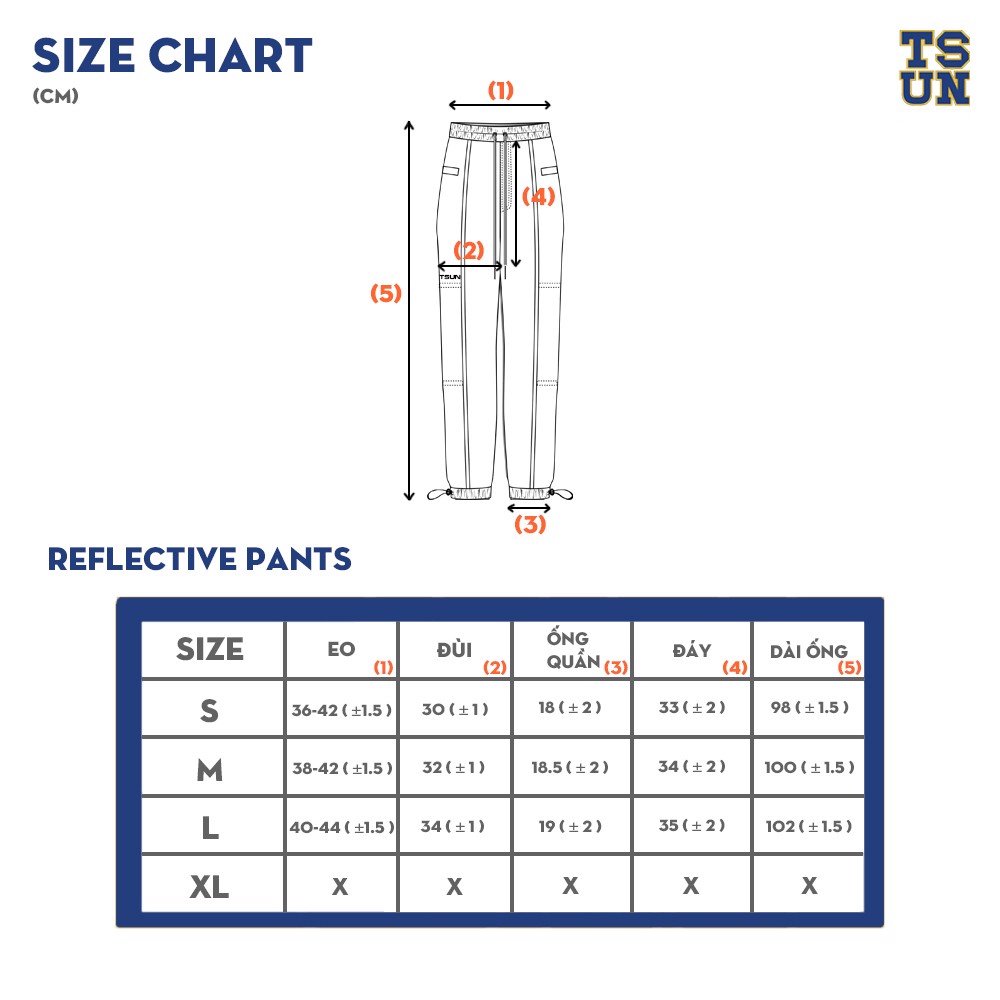 SIZE CHART
(CM)
TS
UN
(1)
(4)
(2)
TSUN
(5)
(3)
REFLECTIVE PANTS
SIZE EO (1) ĐÙI (2) ỐNG QUẦN (3) ĐÁY (4) DÀI ỐNG (5)
S 36-42 ( ±1.5 ) 30 ( ± 1 ) 18 ( ± 2 ) 33 ( ± 2 ) 98 ( ± 1.5 )
M 38-42 ( ±1.5 ) 32 ( ± 1 ) 18.5 ( ± 2 ) 34 ( ± 2 ) 100 ( ± 1.5 )
L 40-44 ( ±1.5 ) 34 ( ± 1 ) 19 ( ± 2 ) 35 ( ± 2 ) 102 ( ± 1.5 )
XL X X X X X